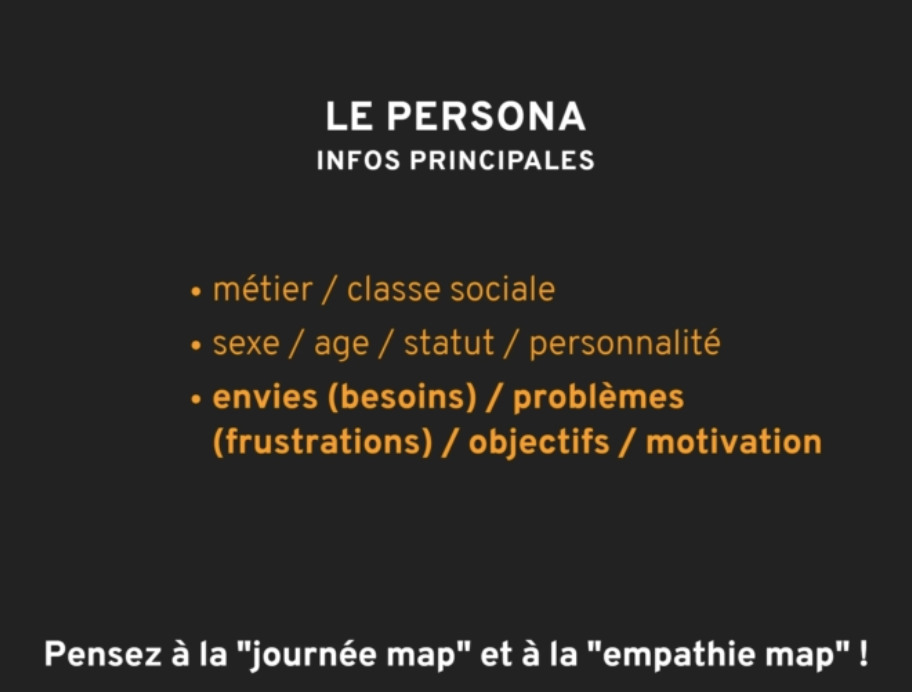 LE PERSONA
INFOS PRINCIPALES
• métier / classe sociale
• sexe / age / statut / personnalité
• envies (besoins) / problèmes
(frustrations) / objectifs / motivation
Pensez à la "journée map" et à la "empathie map" !